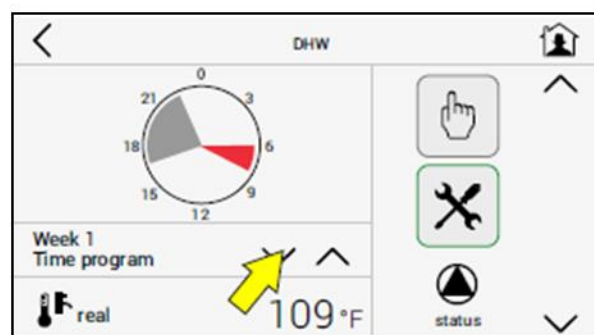 DHW
0
3
6
9
12
15
18
21
Week 1
Time program
real
109 °F
status